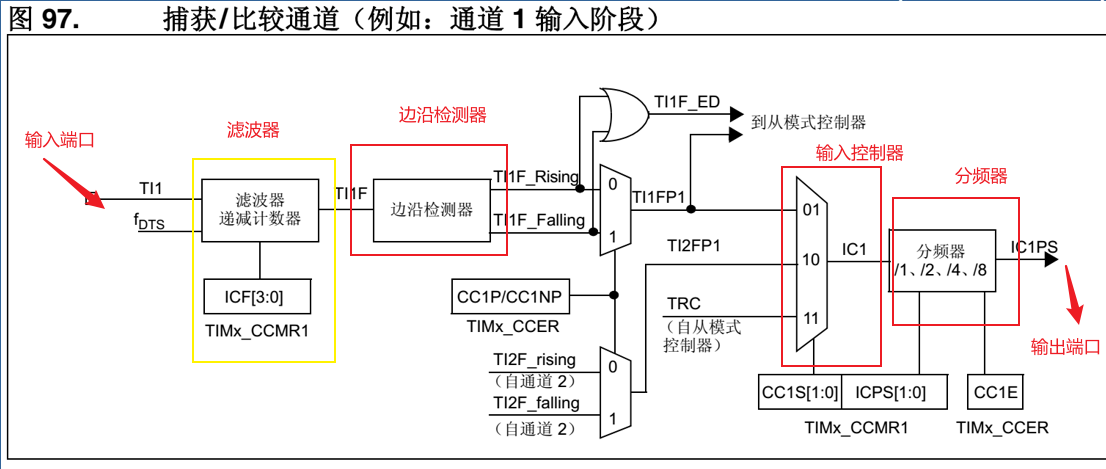 图 97. 捕获/比较通道（例如：通道 1 输入阶段）
输入端口
滤波器
边沿检测器
TI1F_ED
到从模式控制器
输入控制器
分频器
TI1
fDTS
滤波器
递减计数器
TI1F
边沿检测器
TI1F_Rising
TI1F_Falling
0
1
TI1FP1
TI2FP1
TRC
（自从模式
控制器）
01
10
11
IC1
分频器
/1、/2、/4、/8
IC1PS
输出端口
ICF[3:0]
TIMx_CCMR1
CC1P/CC1NP
TIMx_CCER
TI2F_rising
（自通道 2）
TI2F_falling
（自通道 2）
0
1
CC1S[1:0]
ICPS[1:0]
CC1E
TIMx_CCMR1
TIMx_CCER